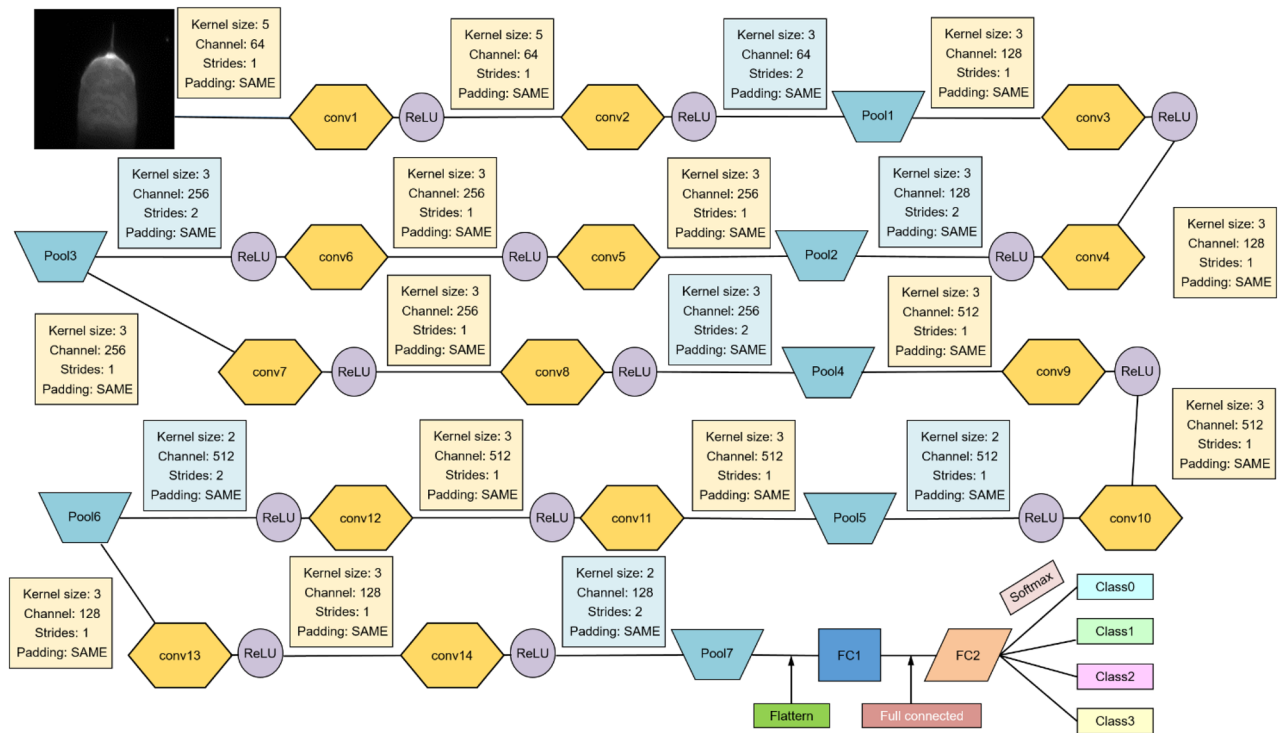 Kernel size: 5
Channel: 64
Strides: 1
Padding: SAME
conv1
ReLU
Kernel size: 5
Channel: 64
Strides: 1
Padding: SAME
conv2
ReLU
Kernel size: 3
Channel: 64
Strides: 2
Padding: SAME
Pool1
Kernel size: 3
Channel: 128
Strides: 1
Padding: SAME
conv3
ReLU
Kernel size: 3
Channel: 128
Strides: 1
Padding: SAME
conv4
ReLU
Kernel size: 3
Channel: 128
Strides: 2
Padding: SAME
Pool2
Kernel size: 3
Channel: 256
Strides: 1
Padding: SAME
conv5
ReLU
Kernel size: 3
Channel: 256
Strides: 1
Padding: SAME
conv6
ReLU
Kernel size: 3
Channel: 256
Strides: 2
Padding: SAME
Pool3
Kernel size: 3
Channel: 256
Strides: 1
Padding: SAME
conv7
ReLU
Kernel size: 3
Channel: 256
Strides: 1
Padding: SAME
conv8
ReLU
Kernel size: 3
Channel: 256
Strides: 2
Padding: SAME
Pool4
Kernel size: 3
Channel: 512
Strides: 1
Padding: SAME
conv9
ReLU
Kernel size: 3
Channel: 512
Strides: 1
Padding: SAME
conv10
ReLU
Kernel size: 2
Channel: 512
Strides: 1
Padding: SAME
Pool5
Kernel size: 3
Channel: 512
Strides: 1
Padding: SAME
conv11
ReLU
Kernel size: 3
Channel: 512
Strides: 1
Padding: SAME
conv12
ReLU
Kernel size: 2
Channel: 512
Strides: 2
Padding: SAME
Pool6
Kernel size: 3
Channel: 128
Strides: 1
Padding: SAME
conv13
ReLU
Kernel size: 3
Channel: 128
Strides: 1
Padding: SAME
conv14
ReLU
Kernel size: 2
Channel: 128
Strides: 2
Padding: SAME
Pool7
Flattern
FC1
Full connected
FC2
Softmax
Class0
Class1
Class2
Class3